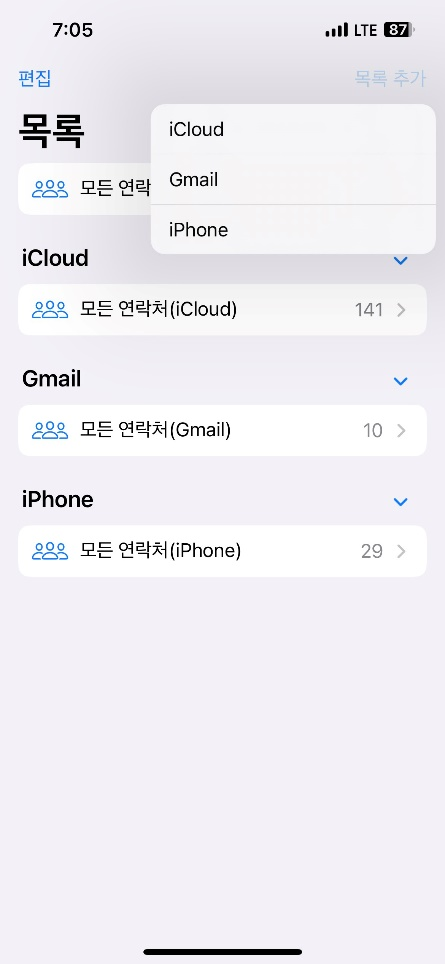 7:05 LTE 87
편집 목록 추가
목록
iCloud
Gmail
iPhone
모든 연락
iCloud
모든 연락처(iCloud) 141
Gmail
모든 연락처(Gmail) 10
iPhone
모든 연락처(iPhone) 29